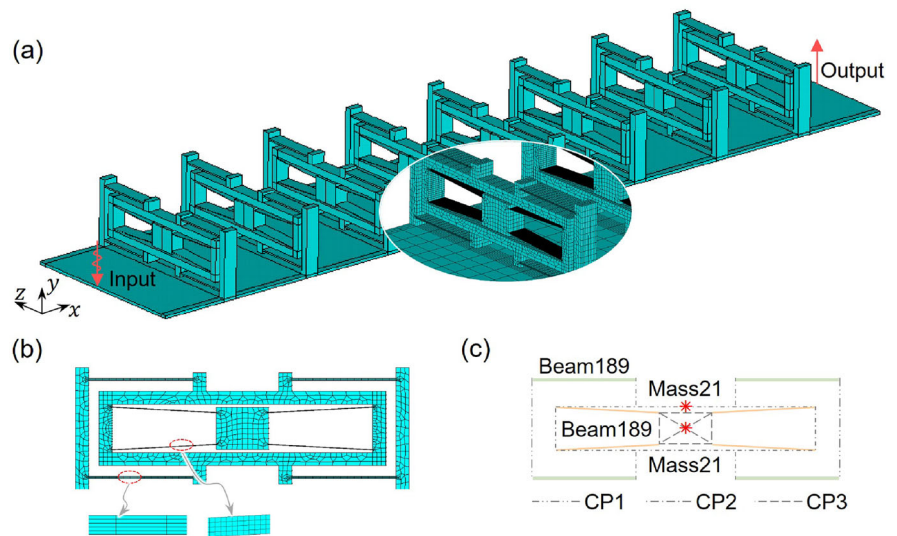 (a)
Output
Input
y
z
x
(b)
(c)
Beam189
Mass21
Beam189
Mass21
CP1 CP2 CP3